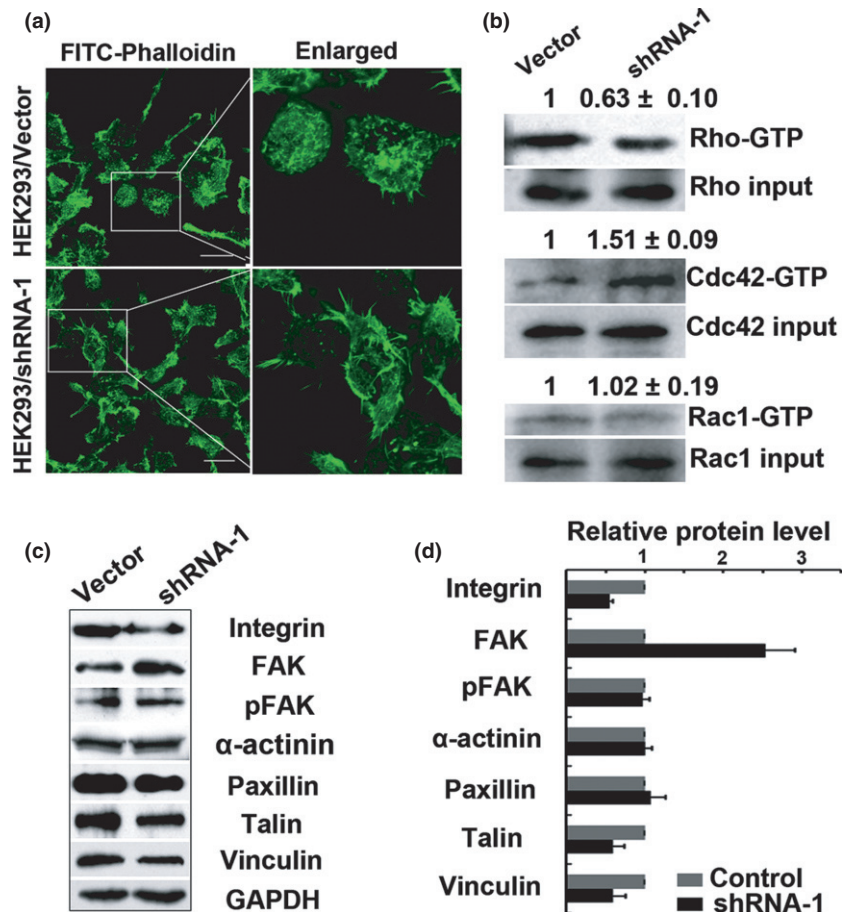 (a)
FITC-Phalloidin
Enlarged
HEK293/Vector
HEK293/shRNA-1
(b)
Vector
shRNA-1
1 0.63 ± 0.10
Rho-GTP
Rho input
1 1.51 ± 0.09
Cdc42-GTP
Cdc42 input
1 1.02 ± 0.19
Rac1-GTP
Rac1 input
(c)
Vector
shRNA-1
Integrin
FAK
pFAK
α-actinin
Paxillin
Talin
Vinculin
GAPDH
(d)
Relative protein level
1 2 3
Integrin
FAK
pFAK
α-actinin
Paxillin
Talin
Vinculin
Control
shRNA-1